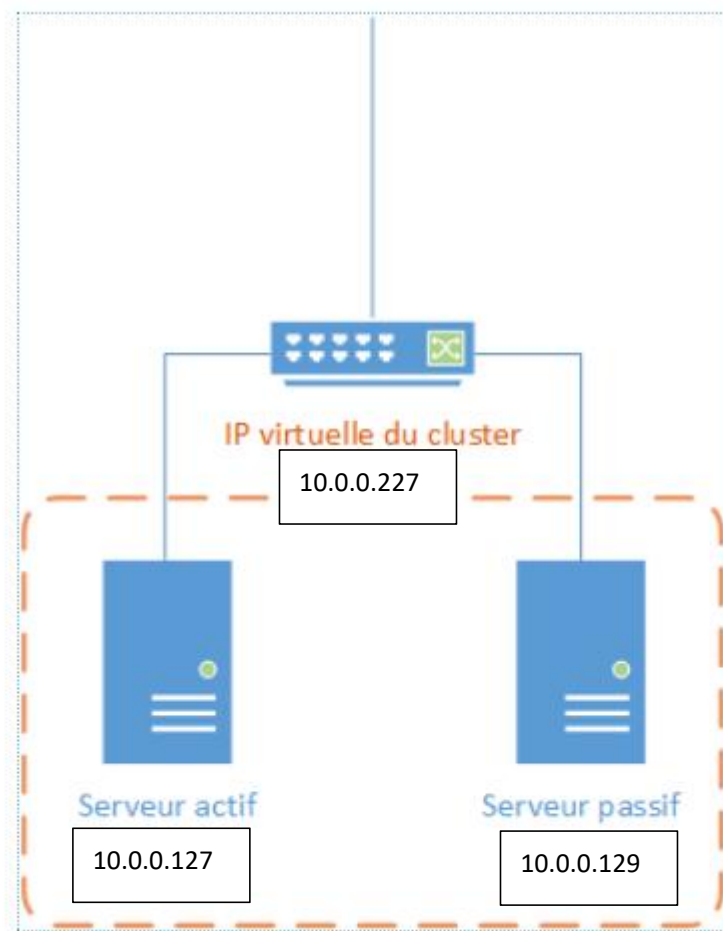 IP virtuelle du cluster
10.0.0.227
Serveur actif
Serveur passif
10.0.0.127
10.0.0.129